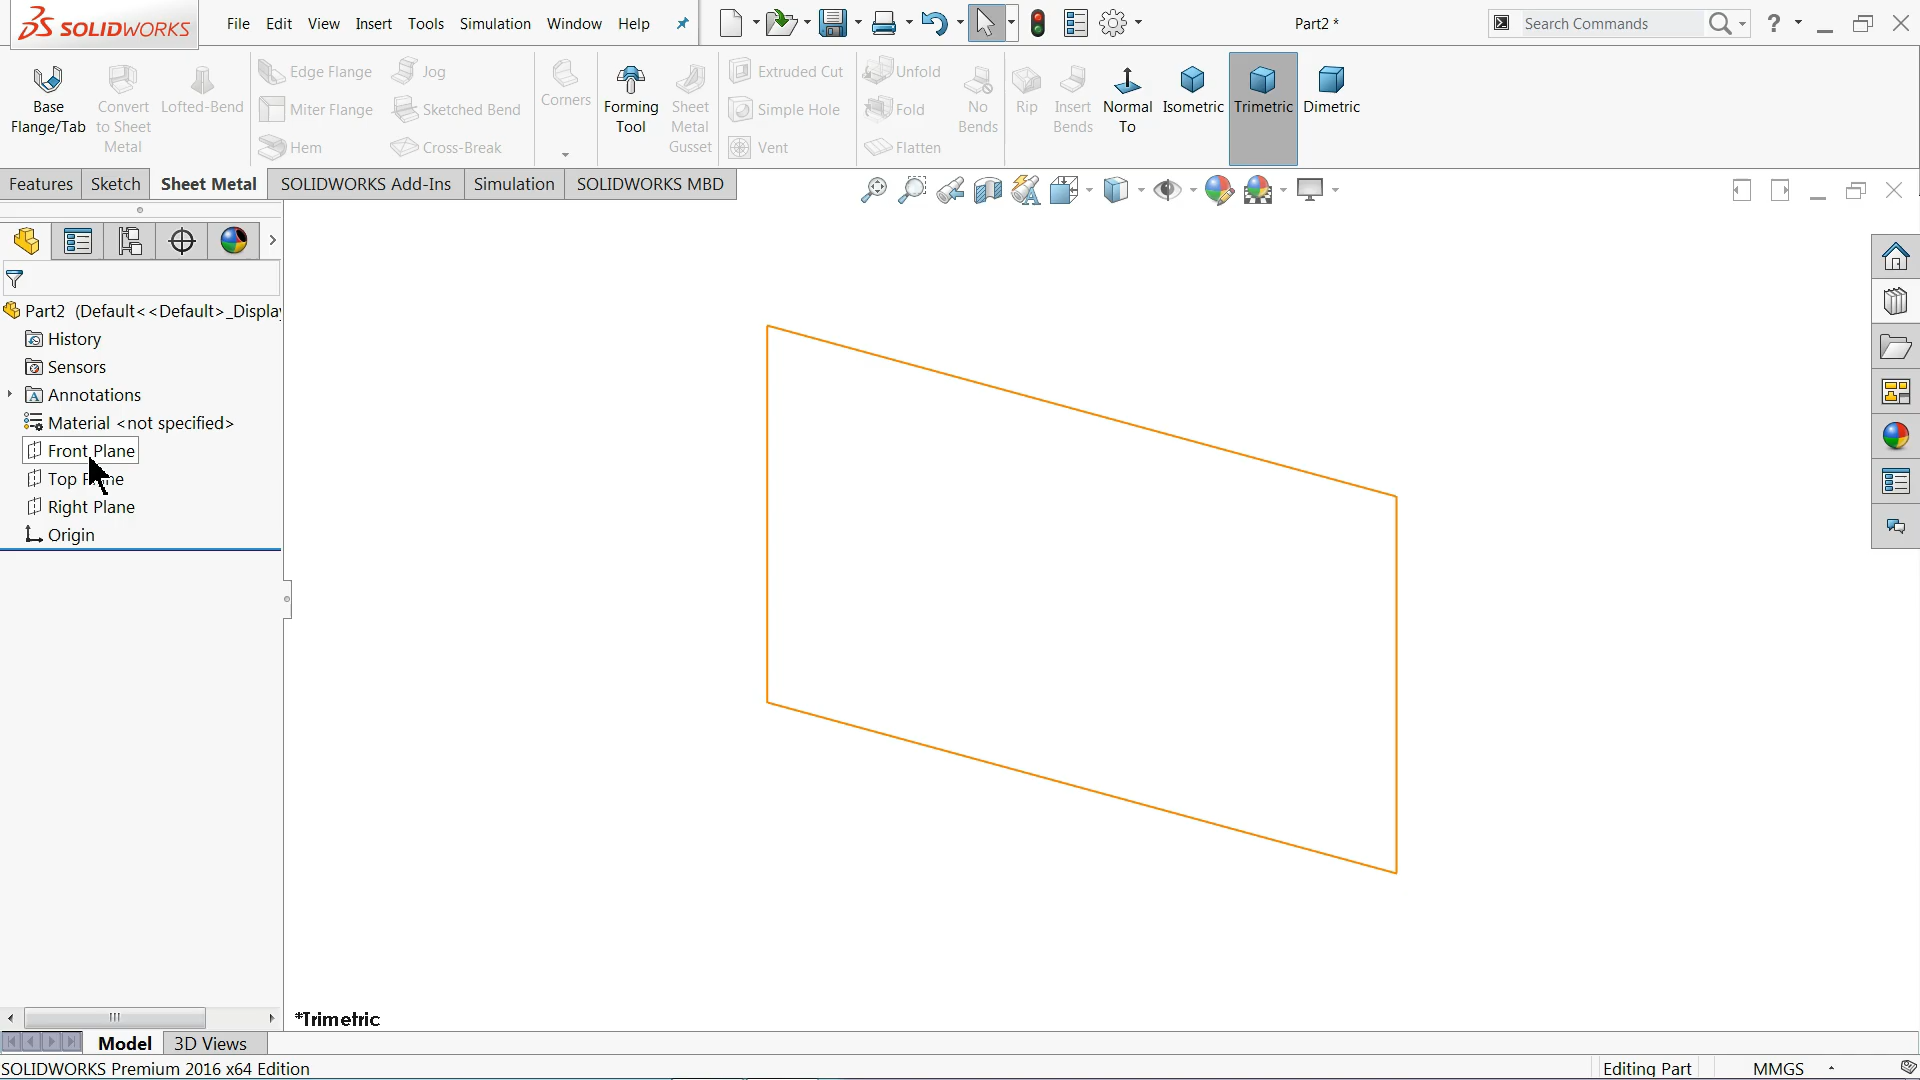 SOLIDWORKS File Edit View Insert Tools Simulation Window Help Part2 * Search Commands ?
Edge Flange Jog Extruded Cut Unfold
Base Flange/Tab
Convert to Sheet Metal
Lofted-Bend
Miter Flange Sketched Bend
Hem Cross-Break
Corners
Forming Tool
Sheet Metal Gusset
Simple Hole
Vent
Fold
Flatten
No Bends
Rip
Insert Bends
Normal To
Isometric
Trimetric
Dimetric
Features Sketch Sheet Metal SOLIDWORKS Add-Ins Simulation SOLIDWORKS MBD
Part2 (Default<<Default>_Displa
History
Sensors
Annotations
Material <not specified>
Front Plane
Top
Right Plane
Origin
*Trimetric
Model 3D Views
SOLIDWORKS Premium 2016 x64 Edition Editing Part MMGS